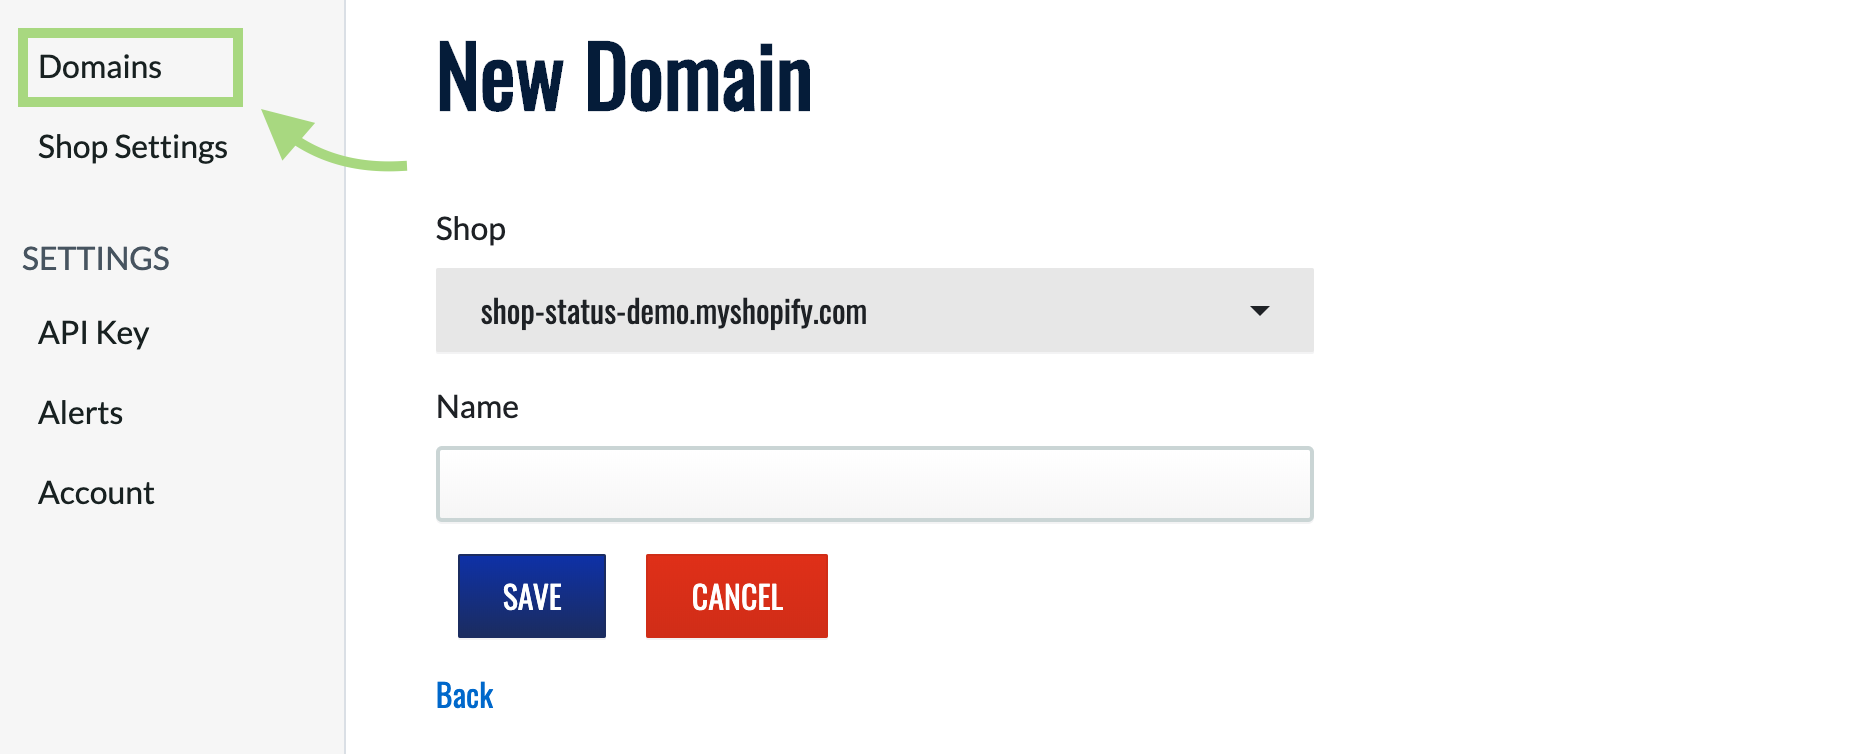 Domains
Shop Settings
SETTINGS
API Key
Alerts
Account
New Domain
Shop
shop-status-demo.myshopify.com
Name
SAVE
CANCEL
Back